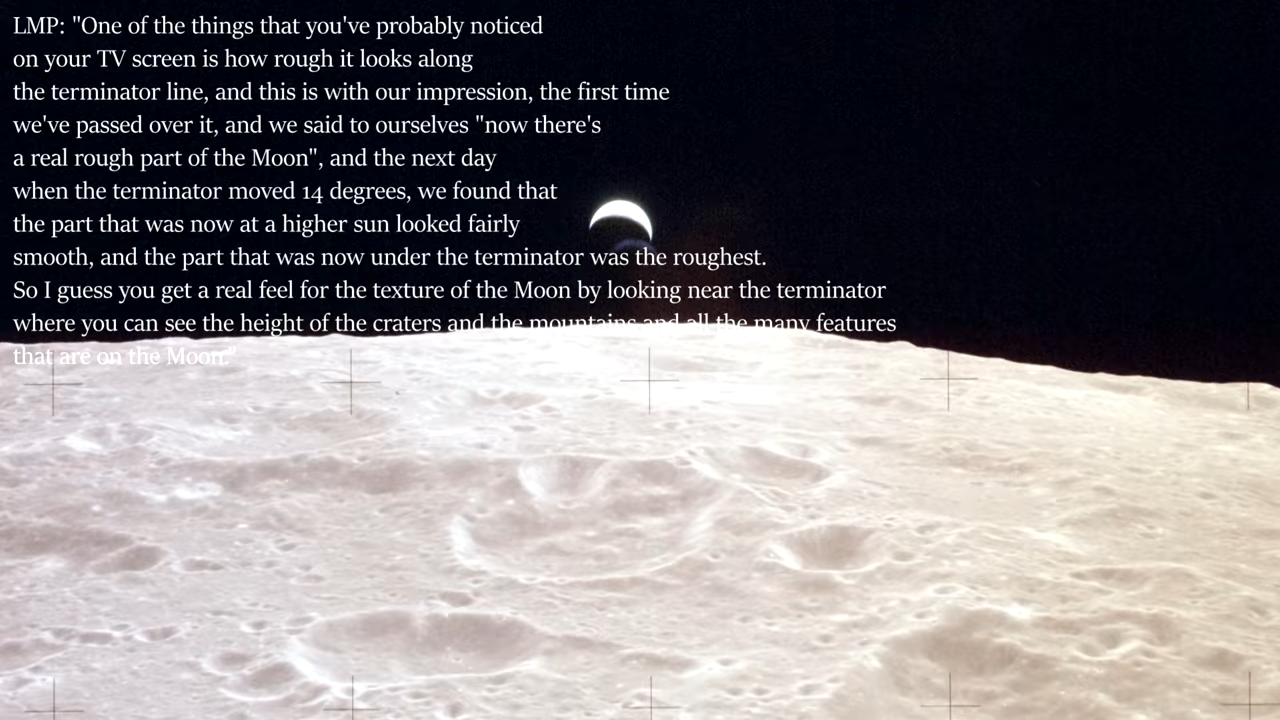 LMP: "One of the things that you've probably noticed
on your TV screen is how rough it looks along
the terminator line, and this is with our impression, the first time
we've passed over it, and we said to ourselves "now there's
a real rough part of the Moon", and the next day
when the terminator moved 14 degrees, we found that
the part that was now at a higher sun looked fairly
smooth, and the part that was now under the terminator was the roughest.
So I guess you get a real feel for the texture of the Moon by looking near the terminator
where you can see the height of the craters and the mountains and all the many features
that are on the Moon."